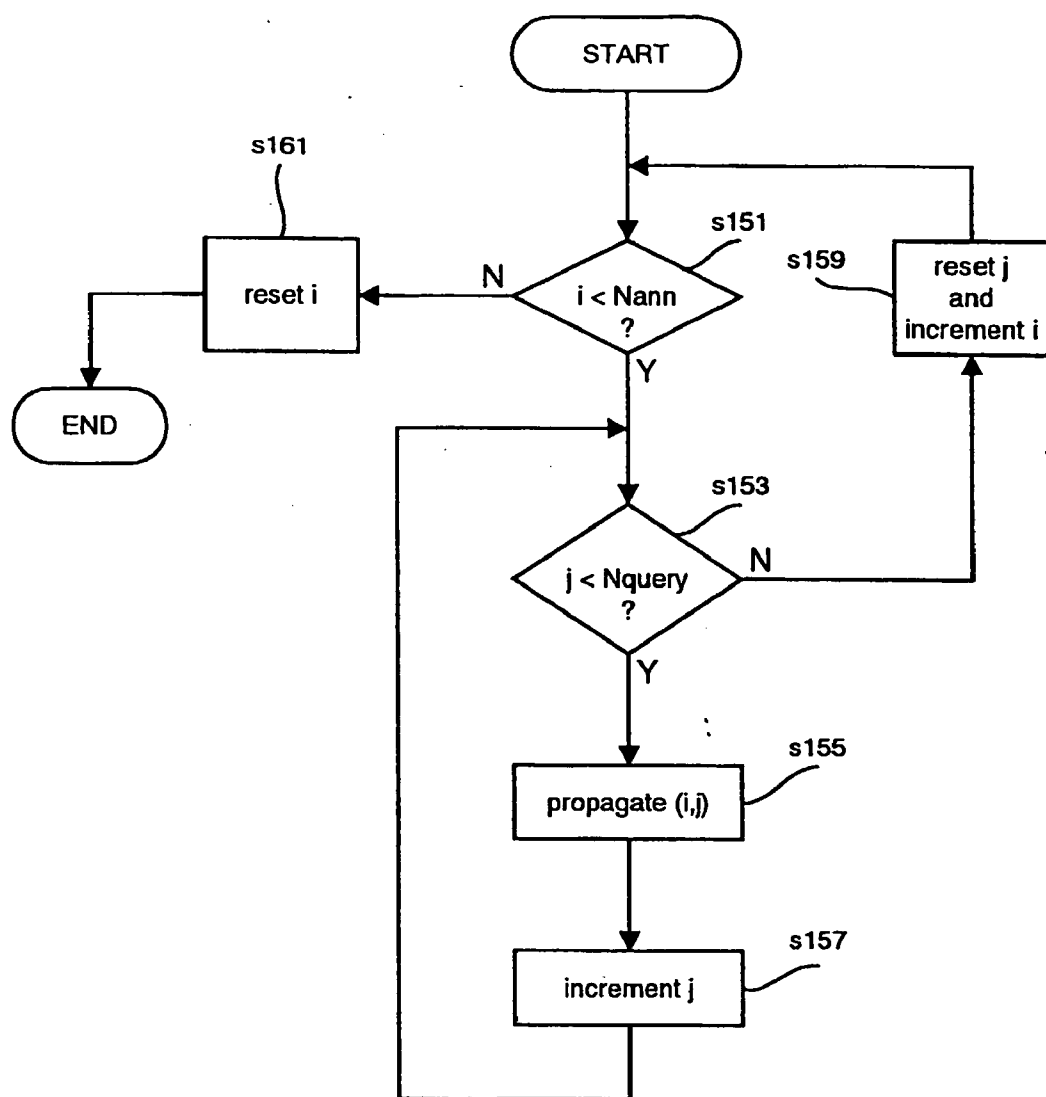 START
s161
s151
s159
reset j
and
increment i
N
reset i
i < Nann
?
Y
END
s153
N
j < Nquery
?
Y
s155
propagate (i,j)
s157
increment j